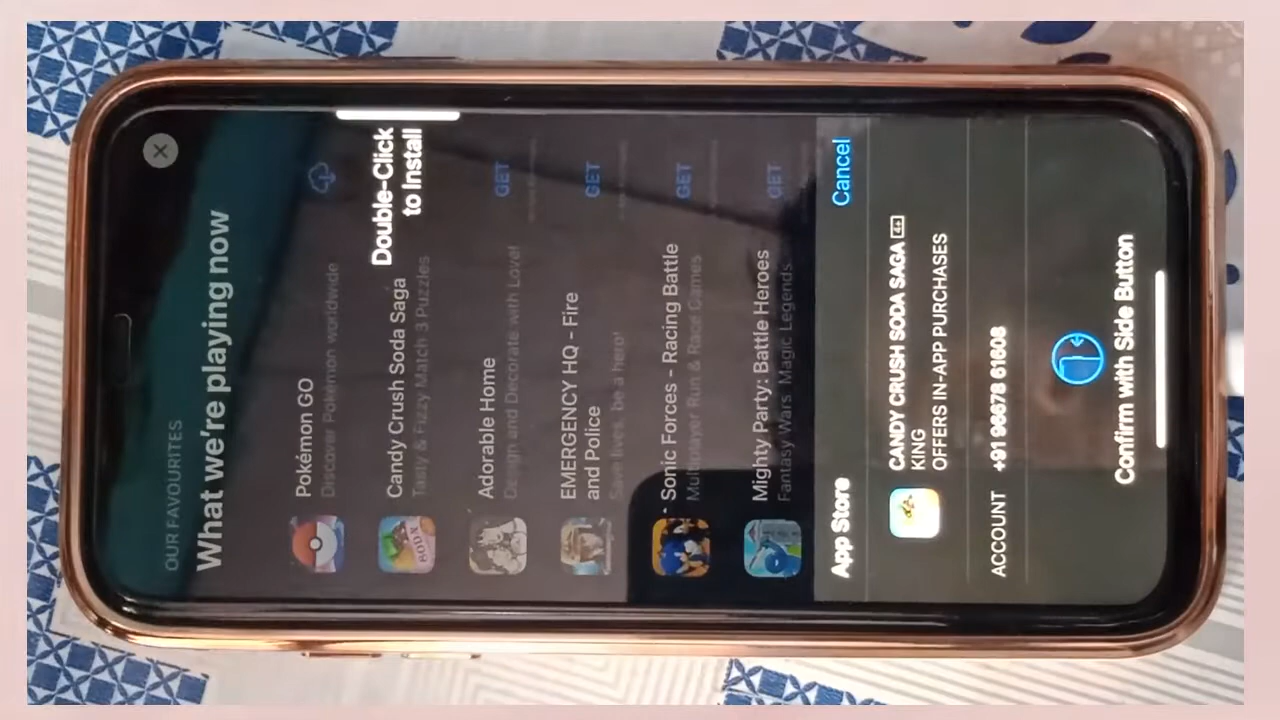 OUR FAVOURITES
What we're playing now
Pokémon GO
Discover Pokémon worldwide
Double-Click
to Install
Candy Crush Soda Saga
Tasty & Fizzy Match 3 Puzzles
SODA
Adorable Home
Design and Decorate with Love!
GET
EMERGENCY HQ - Fire
and Police
Save lives, be a hero!
GET
Sonic Forces - Racing Battle
Multiplayer Run & Race Games
GET
Mighty Party: Battle Heroes
Fantasy Wars, Magic Legends
GET
App Store
Cancel
CANDY CRUSH SODA SAGA 4+
KING
OFFERS IN-APP PURCHASES
ACCOUNT +91 96678 61608
Confirm with Side Button